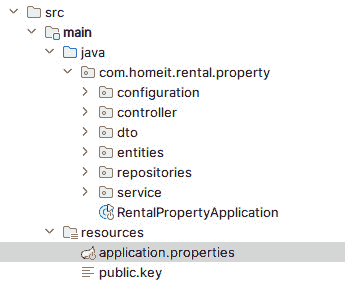 src
main
java
com.homeit.rental.property
configuration
controller
dto
entities
repositories
service
RentalPropertyApplication
resources
application.properties
public.key